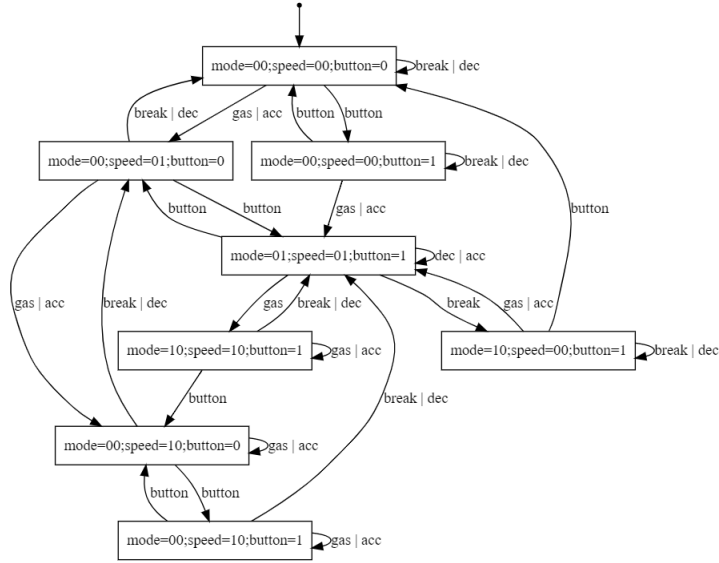 mode=00;speed=00;button=0
break | dec
break | dec
gas | acc
button
button
mode=00;speed=01;button=0
mode=00;speed=00;button=1
break | dec
button
button
gas | acc
button
mode=01;speed=01;button=1
dec | acc
gas | acc
break | dec
gas
break | dec
break
gas | acc
mode=10;speed=10;button=1
gas | acc
mode=10;speed=00;button=1
break | dec
button
break | dec
mode=00;speed=10;button=0
gas | acc
button
button
mode=00;speed=10;button=1
gas | acc